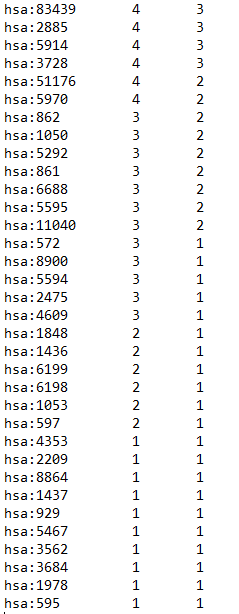 hsa:83439 4 3
hsa:2885 4 3
hsa:5914 4 3
hsa:3728 4 3
hsa:51176 4 2
hsa:5970 4 2
hsa:862 3 2
hsa:1050 3 2
hsa:5292 3 2
hsa:861 3 2
hsa:6688 3 2
hsa:5595 3 2
hsa:11040 3 2
hsa:572 3 1
hsa:8900 3 1
hsa:5594 3 1
hsa:2475 3 1
hsa:4609 3 1
hsa:1848 2 1
hsa:1436 2 1
hsa:6199 2 1
hsa:6198 2 1
hsa:1053 2 1
hsa:597 2 1
hsa:4353 1 1
hsa:2209 1 1
hsa:8864 1 1
hsa:1437 1 1
hsa:929 1 1
hsa:5467 1 1
hsa:3562 1 1
hsa:3684 1 1
hsa:1978 1 1
hsa:595 1 1